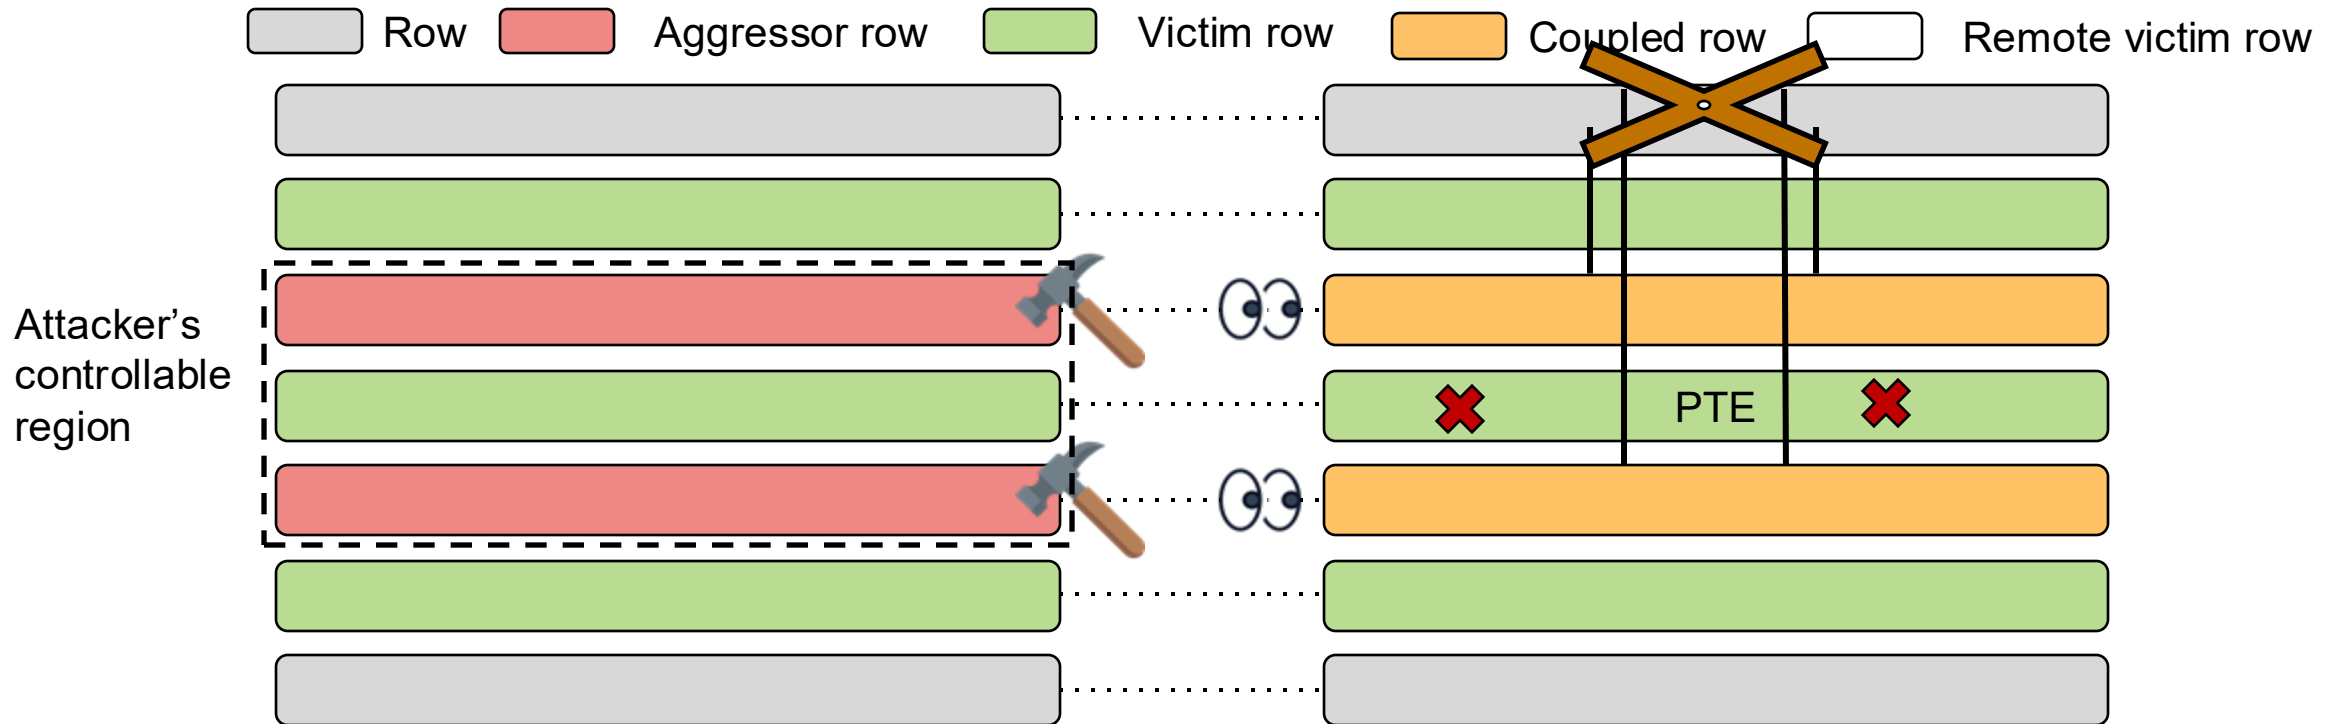 Row
Aggressor row
Victim row
Coupled row
Remote victim row
Attacker’s
controllable
region
PTE